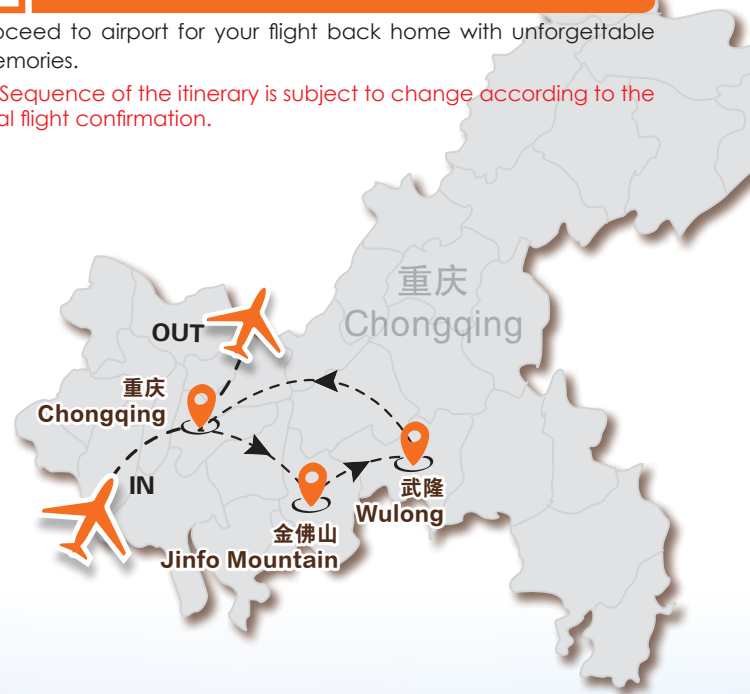 oceed to airport for your flight back home with unforgettable
emories.
Sequence of the itinerary is subject to change according to the
al flight confirmation.
重庆
Chongqing
OUT
重庆
Chongqing
IN
武隆
Wulong
金佛山
Jinfo Mountain